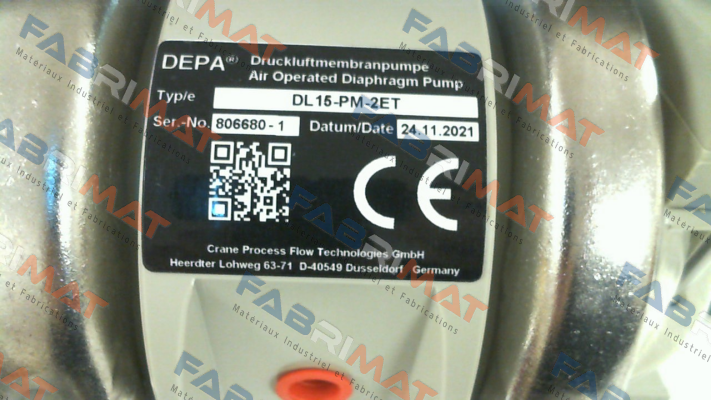 DEPA® Druckluftmembranpumpe
Air Operated Diaphragm Pump
Typ/e DL15-PM-2ET
Ser.-No. 806680-1 Datum/Date 24.11.2021
CE
Crane Process Flow Technologies GmbH
Heerdter Lohweg 63-71 D-40549 Dusseldorf Germany
FABRIMAT
Matériaux Industriel et Fabrications